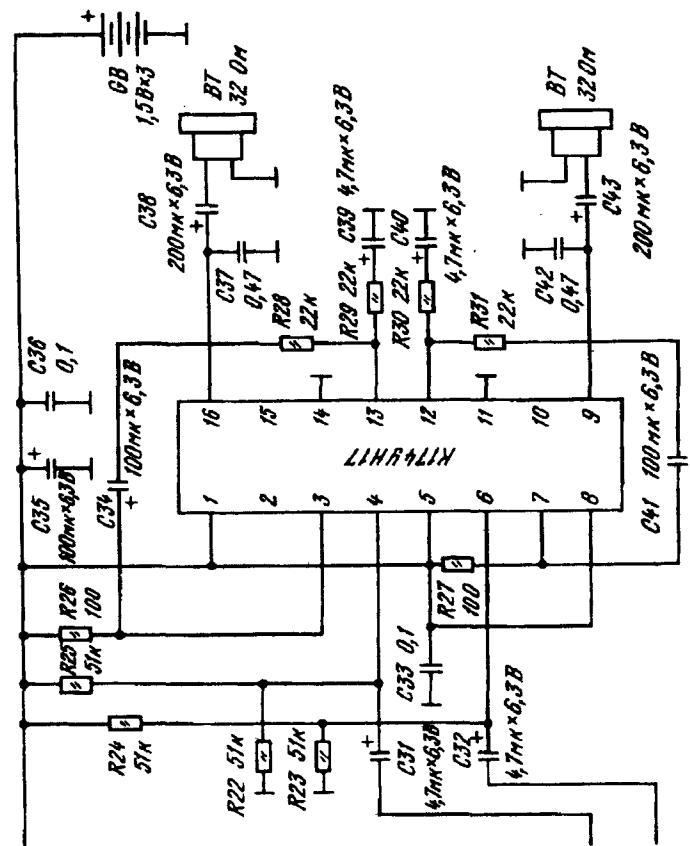 +
GB
1,5В×3
BT
32 Ом
BT
32 Ом
C38
200мк×6,3В
+
C39 4,7мк×6,3В
+
C40
4,7мк×6,3В
+
C43
200мк×6,3В
+
C37
0,47
C42
0,47
R28
22к
R29 22к
R30 22к
R31
22к
C36
0,1
C35
100мк×6,3В
+
C34
100мк×6,3В
+
16
15
14
13
12
11
10
9
К174УН17
1
2
3
4
5
6
7
8
C41
100мк×6,3В
R26
100
R25
51к
R27
100
C33 0,1
R24
51к
R22 51к
R23 51к
+
C31
4,7мк×6,3В
C32
+
4,7мк×6,3В